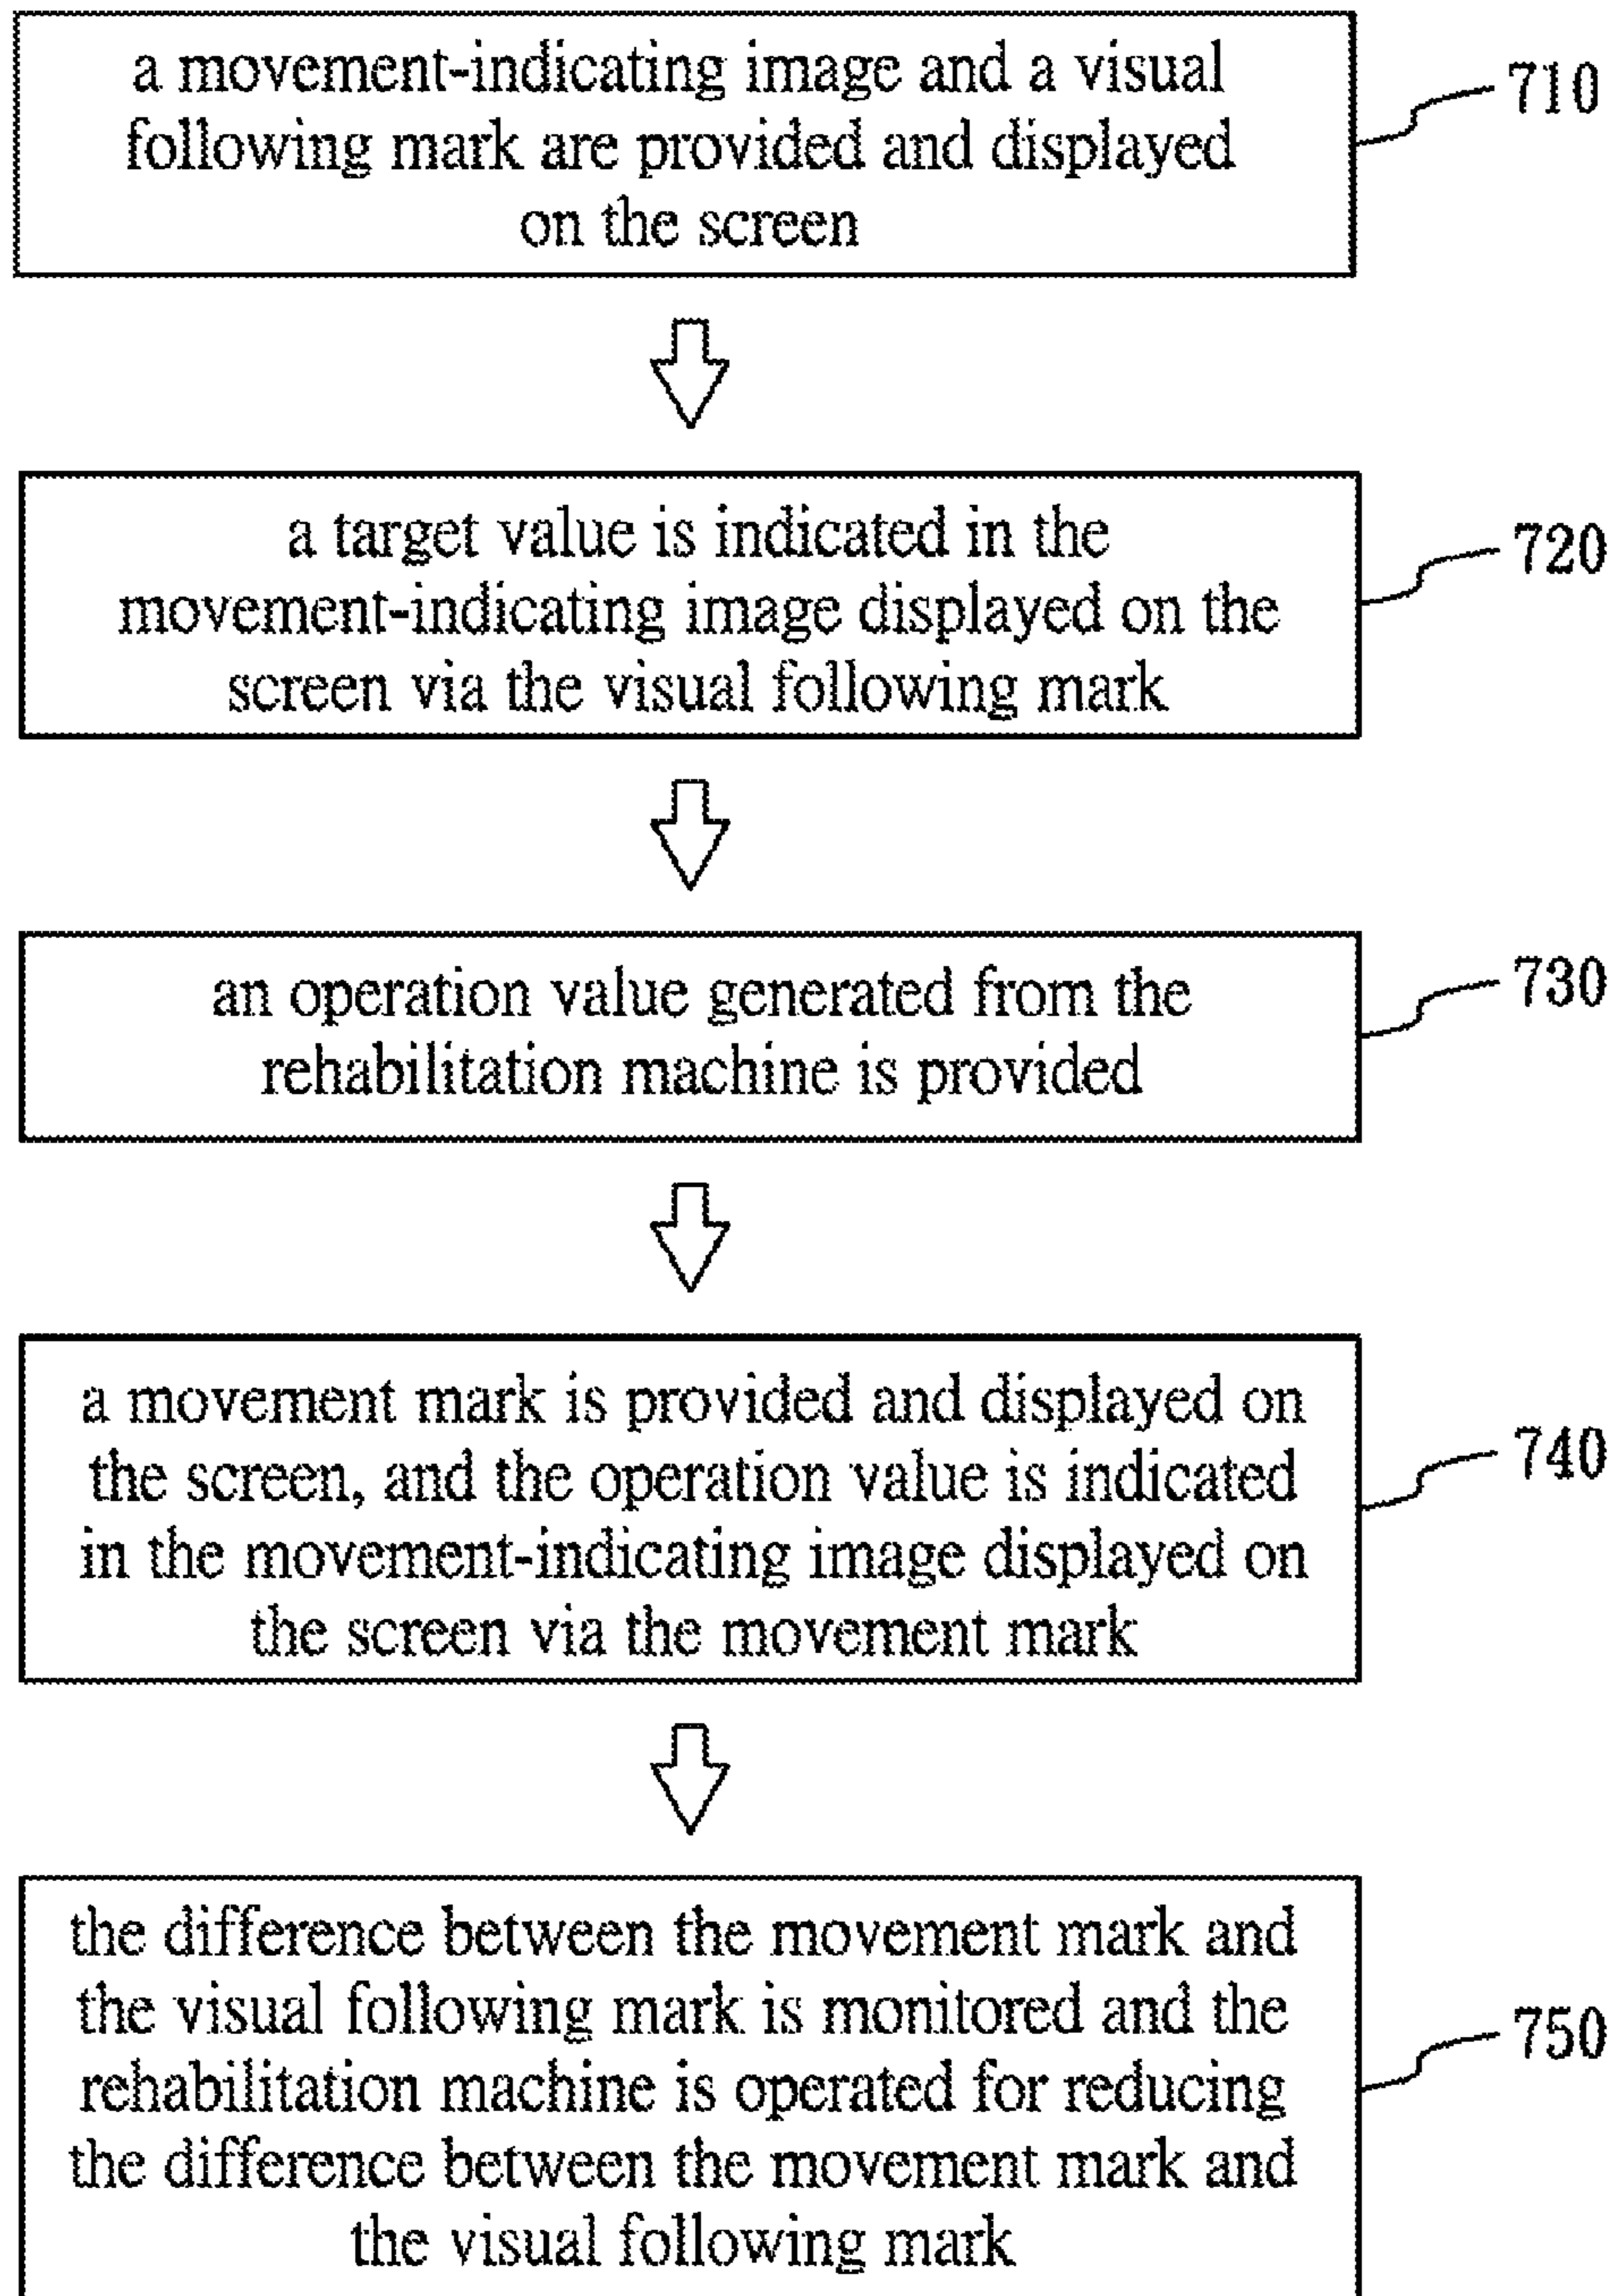 a movement-indicating image and a visual
following mark are provided and displayed
on the screen
710
a target value is indicated in the
movement-indicating image displayed on the
screen via the visual following mark
720
an operation value generated from the
rehabilitation machine is provided
730
a movement mark is provided and displayed on
the screen, and the operation value is indicated
in the movement-indicating image displayed on
the screen via the movement mark
740
the difference between the movement mark and
the visual following mark is monitored and the
rehabilitation machine is operated for reducing
the difference between the movement mark and
the visual following mark
750